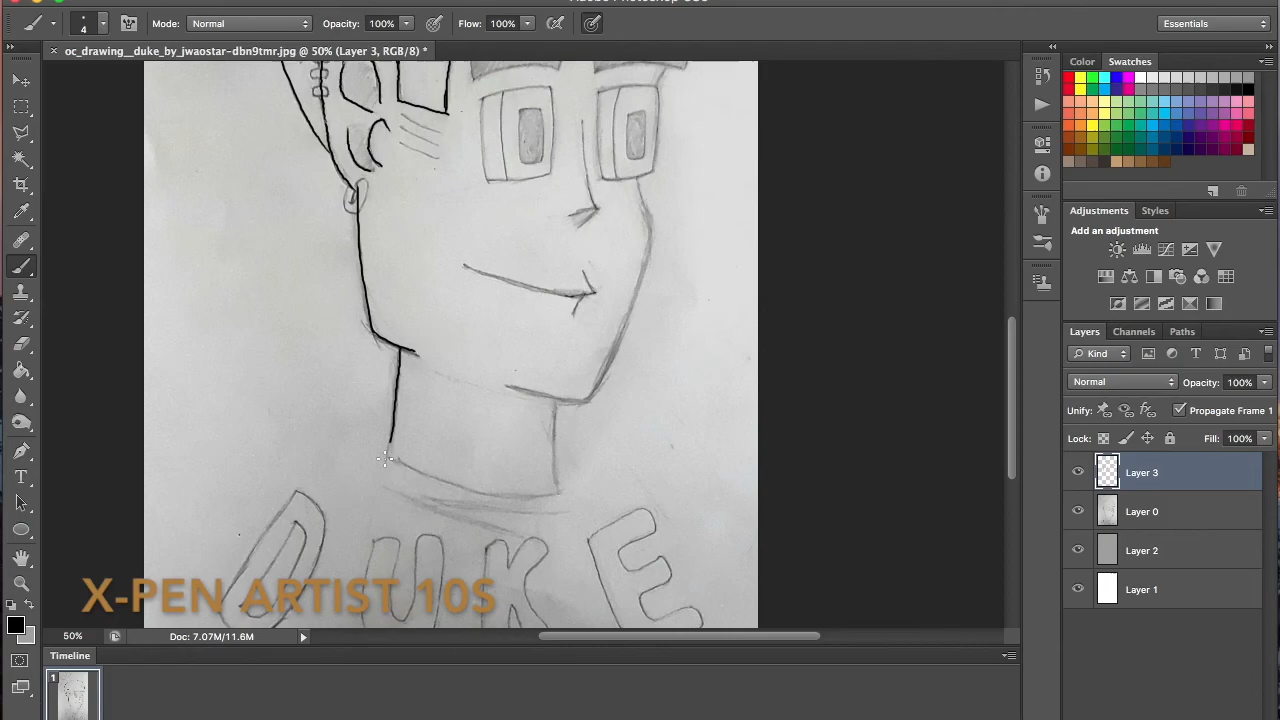 4
Mode: Normal
Opacity: 100%
Flow: 100%
Essentials
oc_drawing__duke_by_jwaostar-dbn9tmr.jpg @ 50% (Layer 3, RGB/8) *
Color Swatches
Adjustments Styles
Add an adjustment
Layers Channels Paths
Kind
Normal
Opacity: 100%
Unify:
Propagate Frame 1
Lock:
Fill: 100%
Layer 3
Layer 0
Layer 2
Layer 1
DUKE
X-PEN ARTIST 10S
50%
Doc: 7.07M/11.6M
Timeline
1